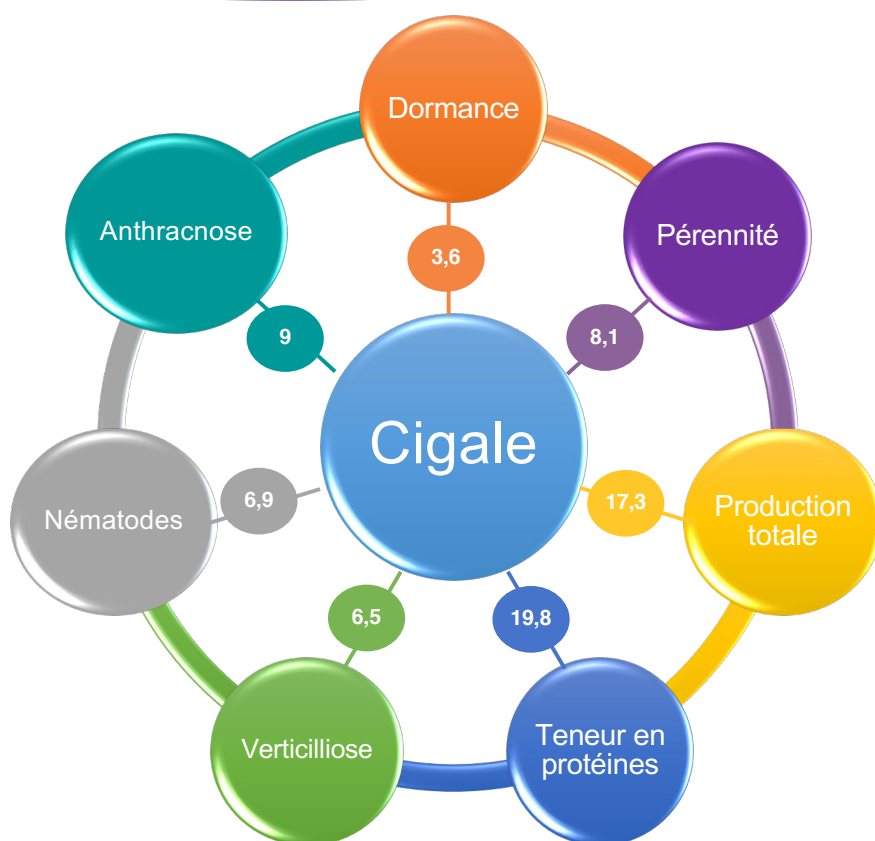 Dormance
3,6
Pérennité
8,1
Production
totale
17,3
Teneur en
protéines
19,8
Verticilliose
6,5
Nématodes
6,9
Anthracnose
9
Cigale